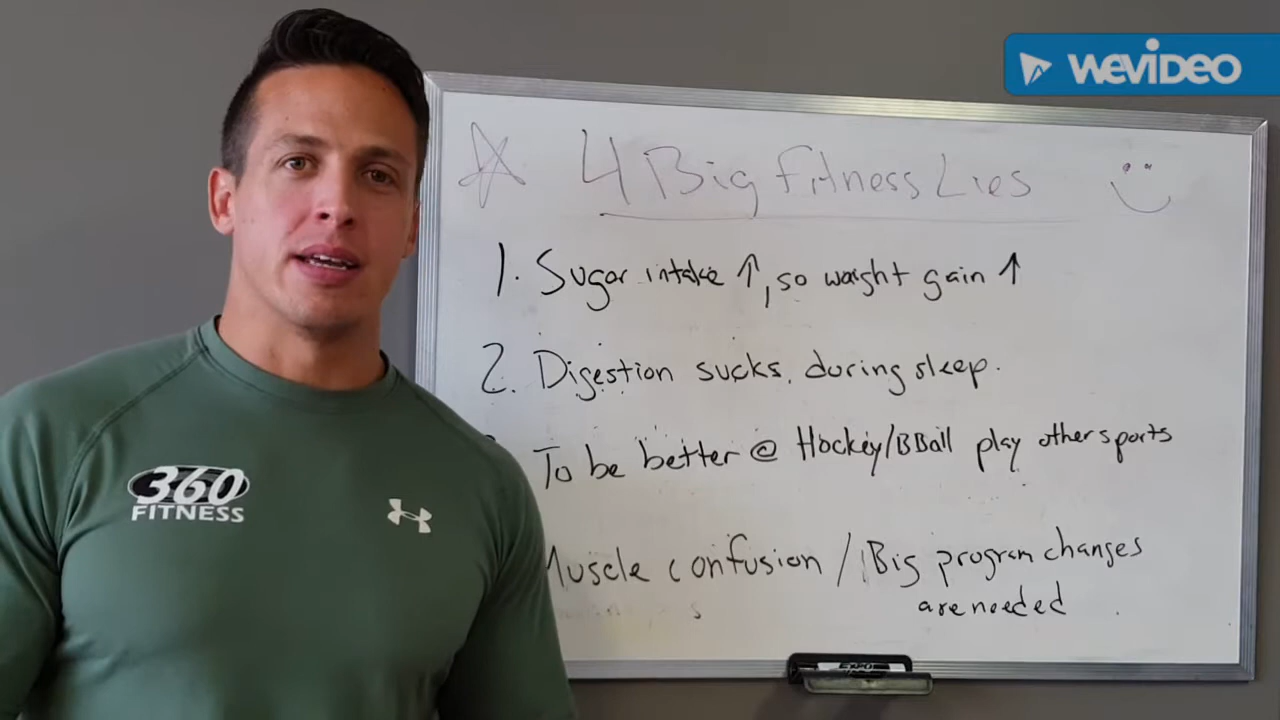 WEVIDEO
4 Big Fitness Lies
1. Sugar intake ↑, so weight gain ↑
2. Digestion sucks during sleep.
To be better @ Hockey/BBall play other sports
Muscle confusion / Big program changes
are needed
360
FITNESS
EXPO